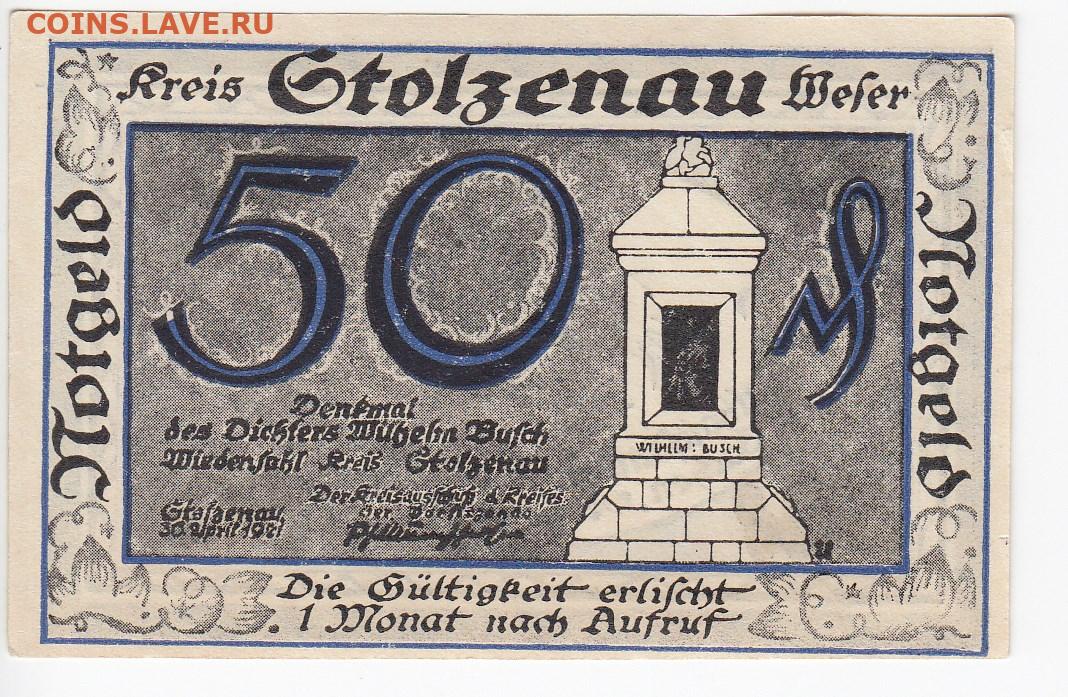 COINS.LAVE.RU
Kreis Stolzenau Weser
Notgeld
50 ₰
Notgeld
Denkmal
des Dichters Wilhelm Busch
Wiedensahl Kreis Stolzenau
WILHELM: BUSCH
Stolzenau
30 April 1921
Der Kreisausschuß d. Kreises
Der Vorsitzende
Die Gültigkeit erlischt
1 Monat nach Aufruf